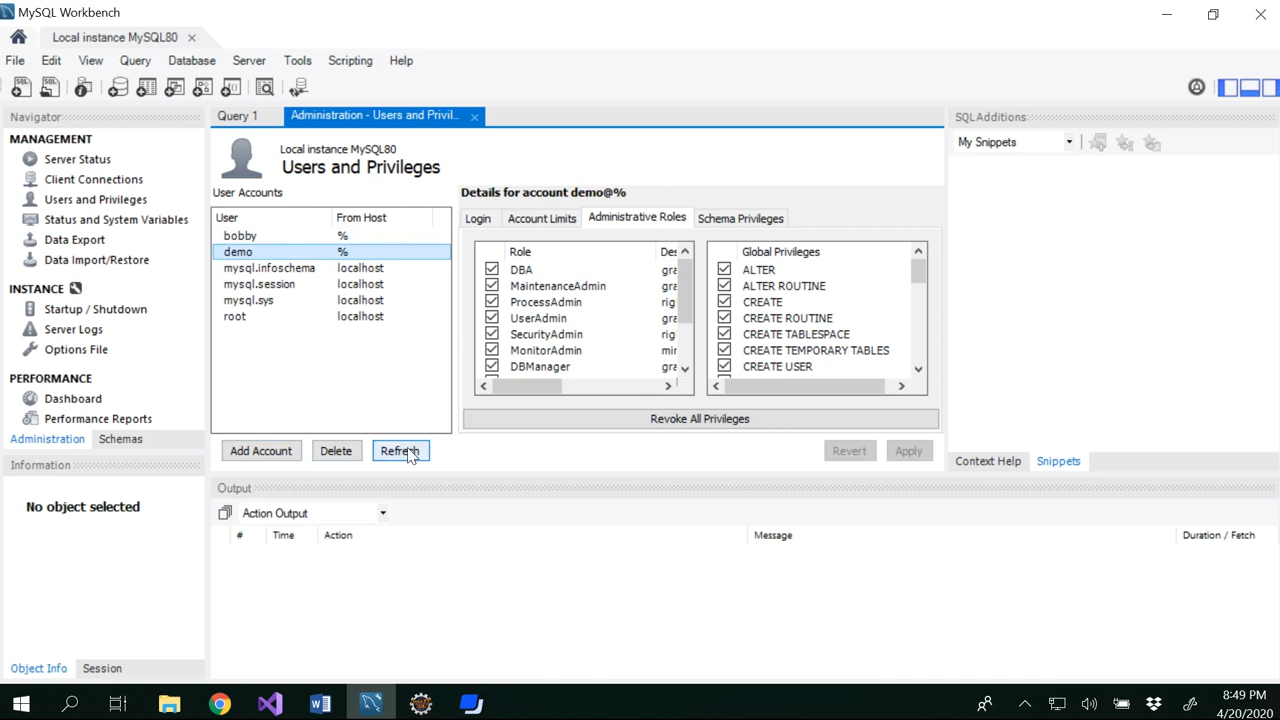 MySQL Workbench
Local instance MySQL80
File Edit View Query Database Server Tools Scripting Help
Navigator
MANAGEMENT
Server Status
Client Connections
Users and Privileges
Status and System Variables
Data Export
Data Import/Restore
INSTANCE
Startup / Shutdown
Server Logs
Options File
PERFORMANCE
Dashboard
Performance Reports
Administration Schemas
Information
No object selected
Object Info Session
Query 1 Administration - Users and Privil...
Local instance MySQL80
Users and Privileges
User Accounts
User From Host
bobby %
demo %
mysql.infoschema localhost
mysql.session localhost
mysql.sys localhost
root localhost
Add Account Delete Refresh
Details for account demo@%
Login Account Limits Administrative Roles Schema Privileges
Role
DBA gra
MaintenanceAdmin gra
ProcessAdmin rig
UserAdmin gra
SecurityAdmin rig
MonitorAdmin
DBManager gra
Global Privileges
ALTER
ALTER ROUTINE
CREATE
CREATE ROUTINE
CREATE TABLESPACE
CREATE TEMPORARY TABLES
CREATE USER
Revoke All Privileges
Revert Apply
SQLAdditions
My Snippets
Context Help Snippets
Output
Action Output
# Time Action Message Duration / Fetch
8:49 PM
4/20/2020